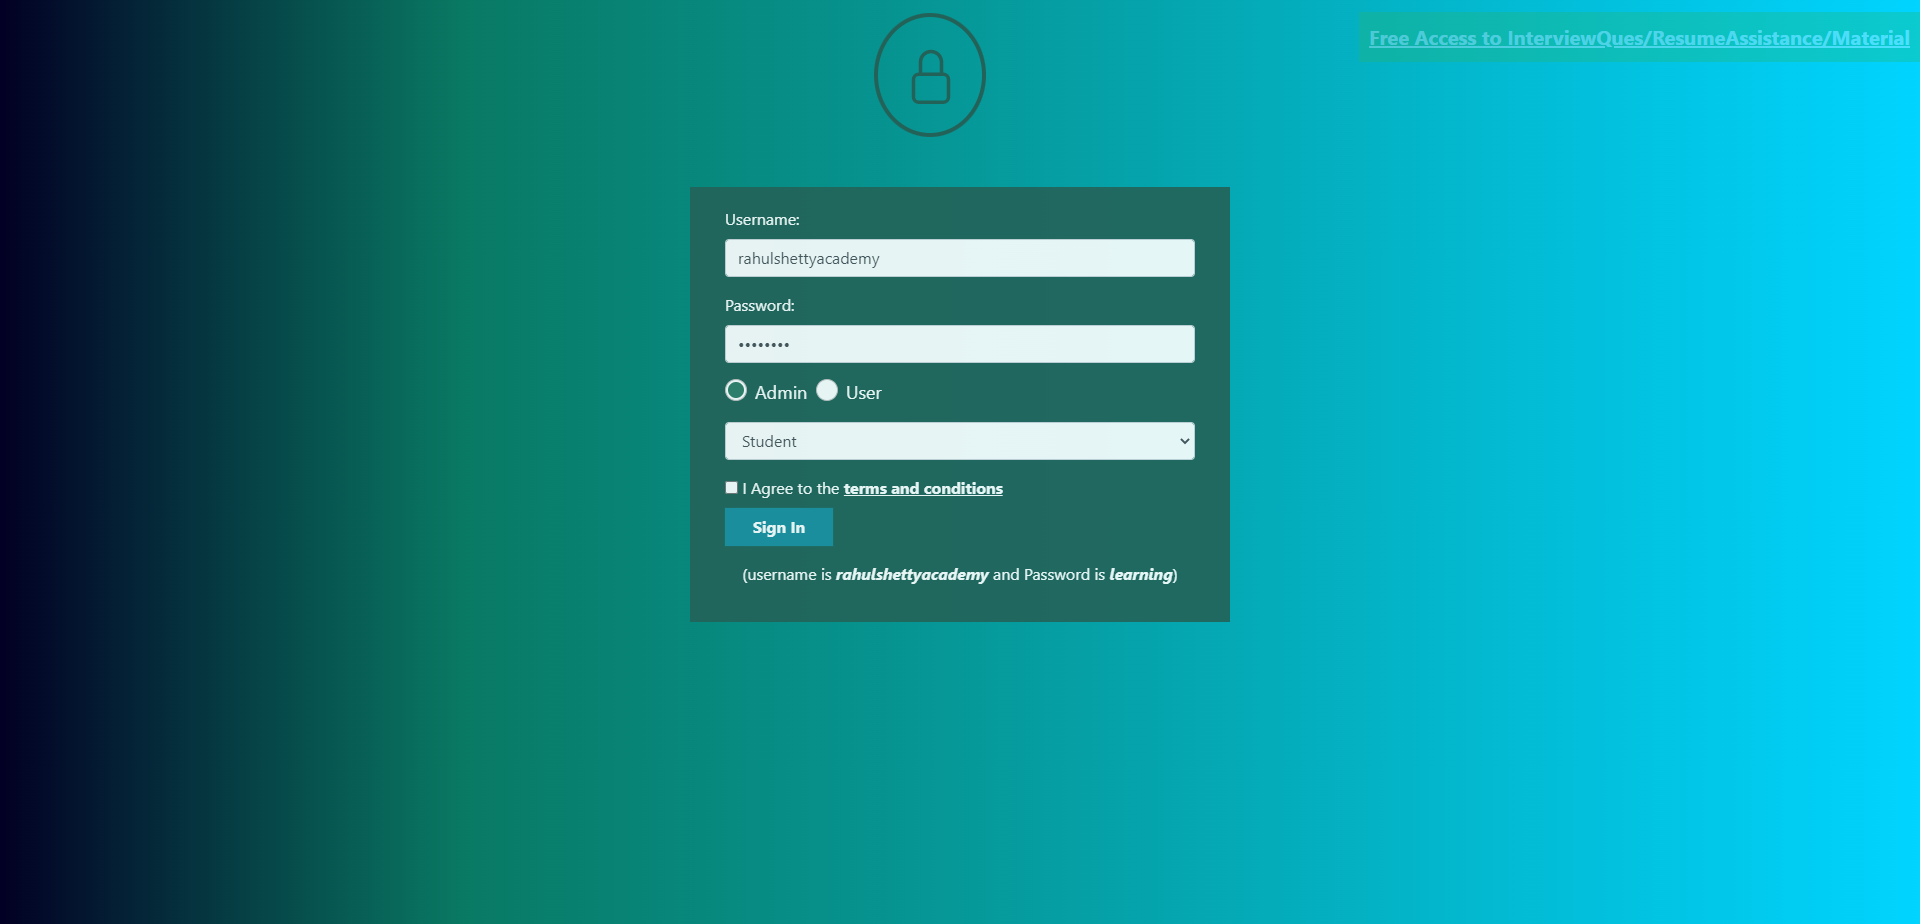 Free Access to InterviewQues/ResumeAssistance/Material
Username:
rahulshettyacademy
Password:
••••••••
Admin User
Student
I Agree to the terms and conditions
Sign In
(username is rahulshettyacademy and Password is learning)